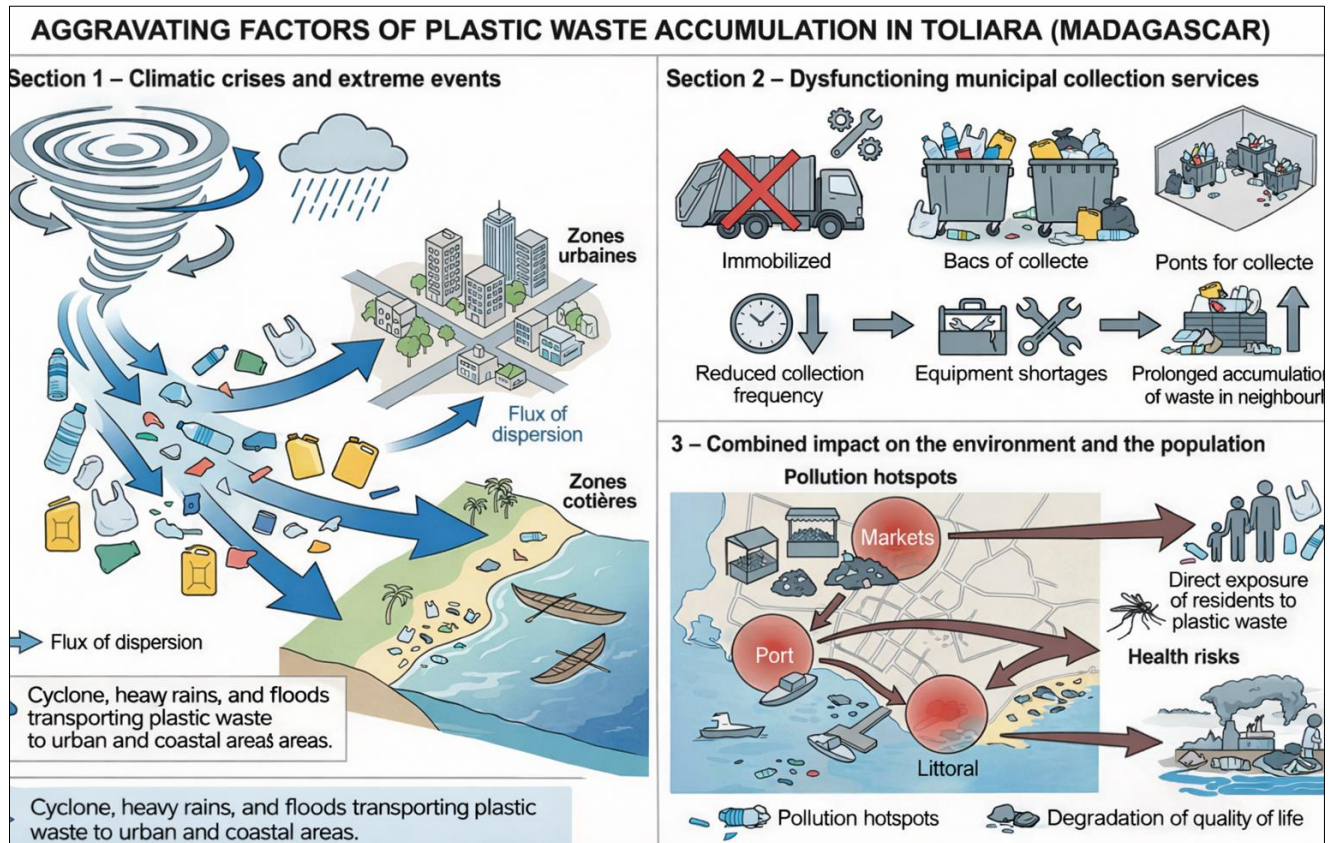 AGGRAVATING FACTORS OF PLASTIC WASTE ACCUMULATION IN TOLIARA (MADAGASCAR)
Section 1 – Climatic crises and extreme events
Zones
urbaines
Flux of
dispersion
Zones
cotières
Flux of dispersion
Cyclone, heavy rains, and floods
transporting plastic waste
to urban and coastal areas areas.
Cyclone, heavy rains, and floods transporting plastic
waste to urban and coastal areas.
Section 2 – Dysfunctioning municipal collection services
Immobilized
Bacs of collecte
Ponts for collecte
Reduced collection
frequency
Equipment shortages
Prolonged accumulation
of waste in neighbourh
3 – Combined impact on the environment and the population
Pollution hotspots
Markets
Port
Littoral
Direct exposure
of residents to
plastic waste
Health risks
Pollution hotspots
Degradation of quality of life